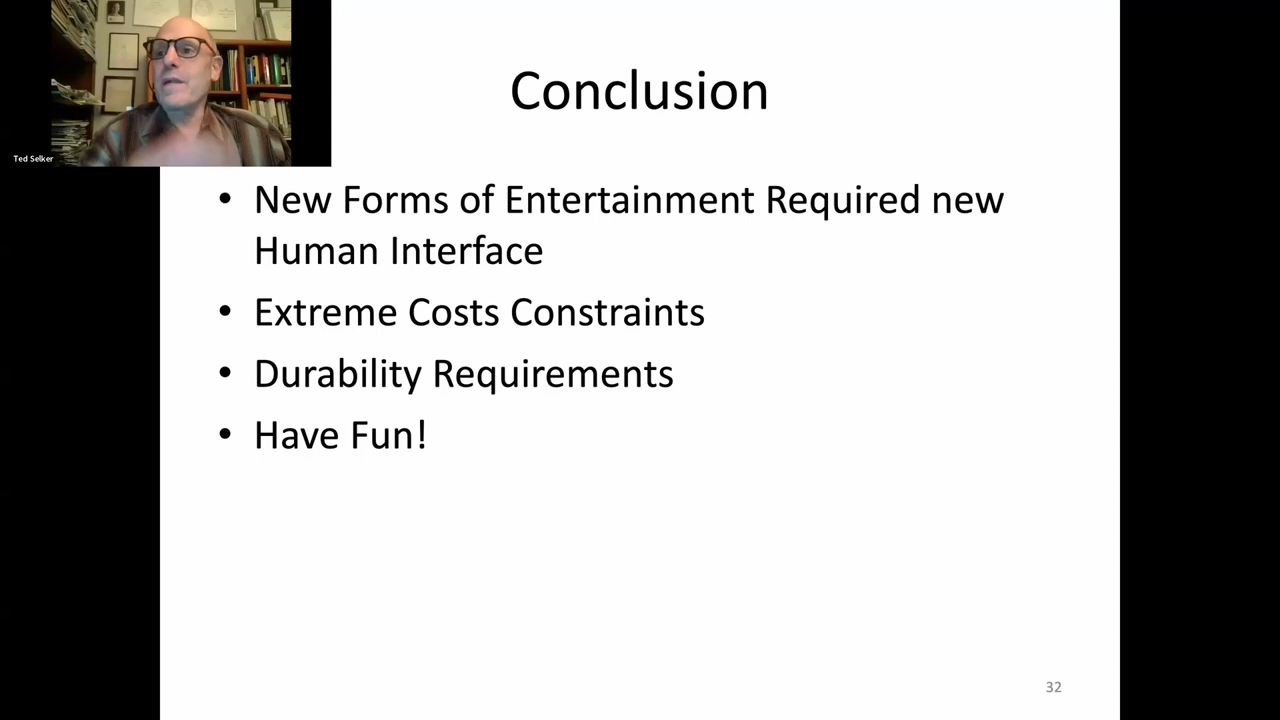 Ted Selker
Conclusion
• New Forms of Entertainment Required new
Human Interface
• Extreme Costs Constraints
• Durability Requirements
• Have Fun!
32